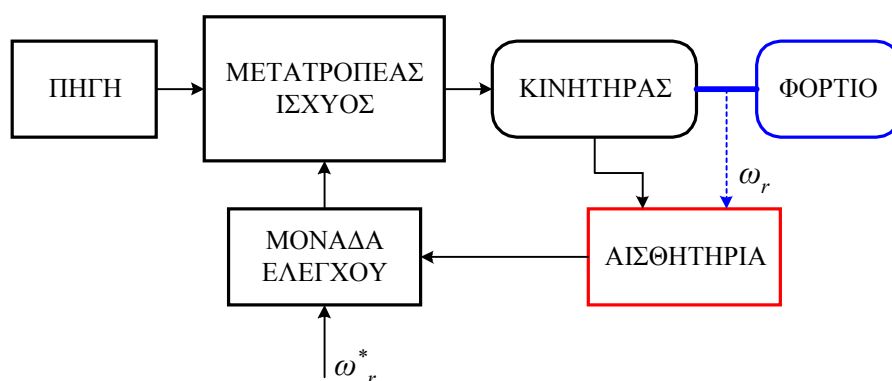 ΠΗΓΗ
ΜΕΤΑΤΡΟΠΕΑΣ
ΙΣΧΥΟΣ
ΚΙΝΗΤΗΡΑΣ
ΦΟΡΤΙΟ
ω_r
ΜΟΝΑΔΑ
ΕΛΕΓΧΟΥ
ΑΙΣΘΗΤΗΡΙΑ
ω*_r